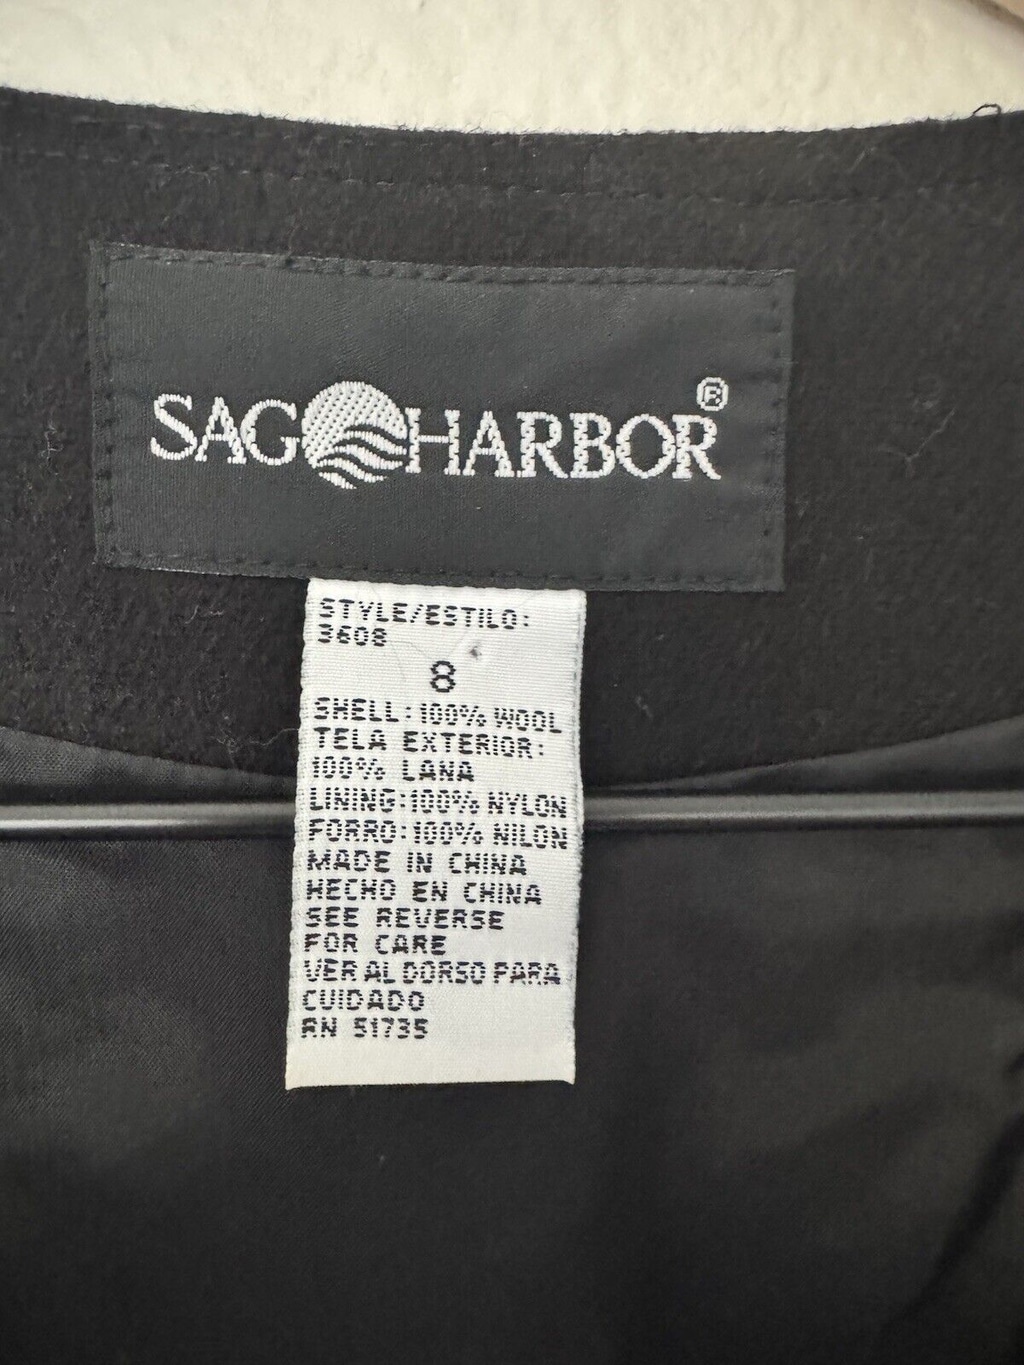 SAG HARBOR®
STYLE/ESTILO:
3608
8
SHELL:100% WOOL
TELA EXTERIOR:
100% LANA
LINING:100% NYLON
FORRO:100% NILON
MADE IN CHINA
HECHO EN CHINA
SEE REVERSE
FOR CARE
VER AL DORSO PARA
CUIDADO
RN 51735